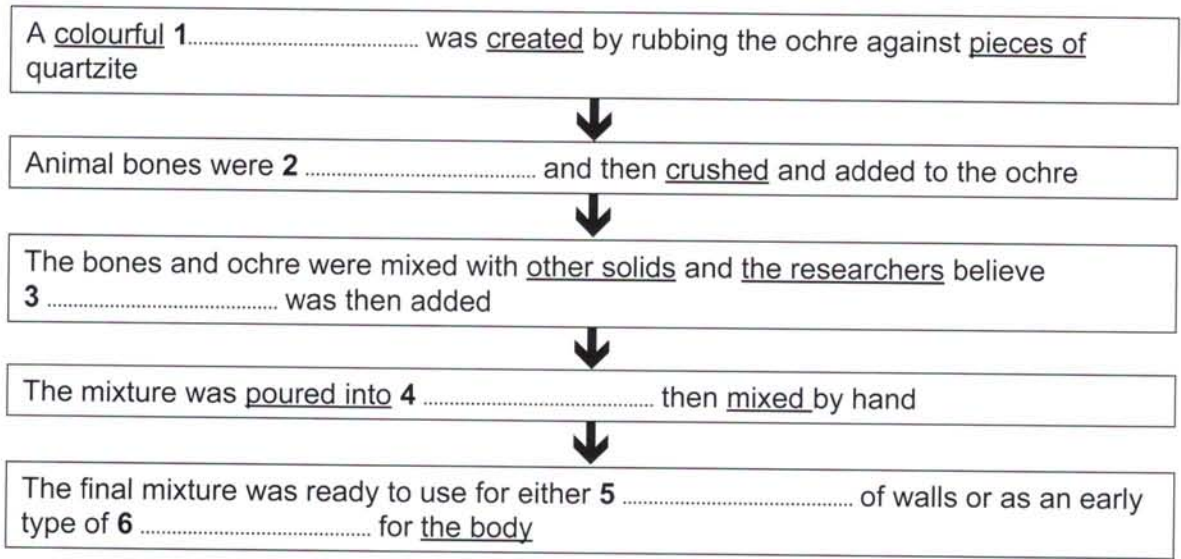 A colourful 1.......................................... was created by rubbing the ochre against pieces of
quartzite
Animal bones were 2 .......................................... and then crushed and added to the ochre
The bones and ochre were mixed with other solids and the researchers believe
3 .......................................... was then added
The mixture was poured into 4 .......................................... then mixed by hand
The final mixture was ready to use for either 5 .......................................... of walls or as an early
type of 6 .......................................... for the body